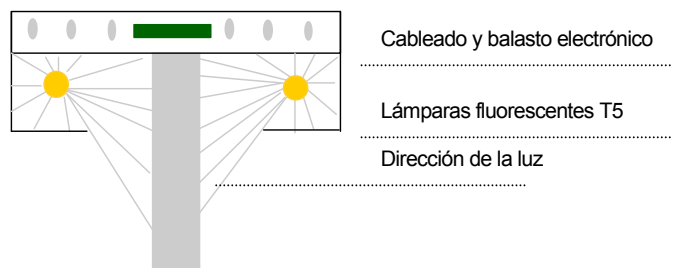 Cableado y balasto electrónico
Lámparas fluorescentes T5
Dirección de la luz